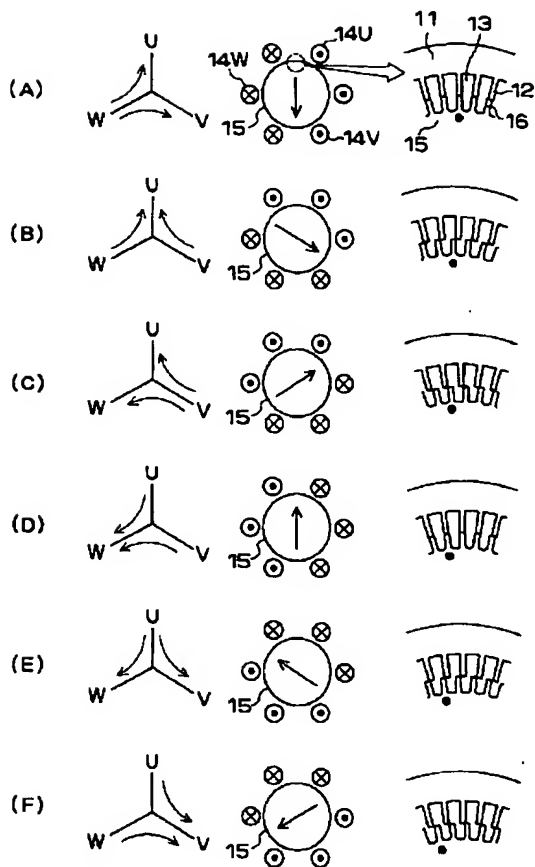 (A) U W V 14W 14U 14V 15 11 13 12 16 15
(B) U W V 15
(C) U W V 15
(D) U W V 15
(E) U W V 15
(F) U W V 15